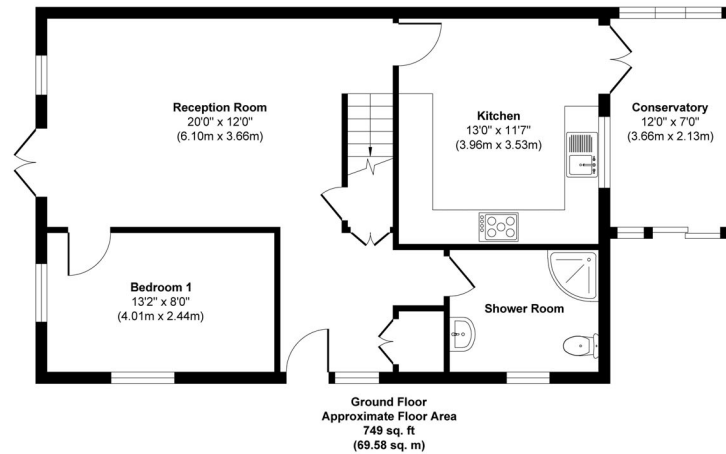 Reception Room
20'0" x 12'0"
(6.10m x 3.66m)
Kitchen
13'0" x 11'7"
(3.96m x 3.53m)
Conservatory
12'0" x 7'0"
(3.66m x 2.13m)
Bedroom 1
13'2" x 8'0"
(4.01m x 2.44m)
Shower Room
Ground Floor
Approximate Floor Area
749 sq. ft
(69.58 sq. m)